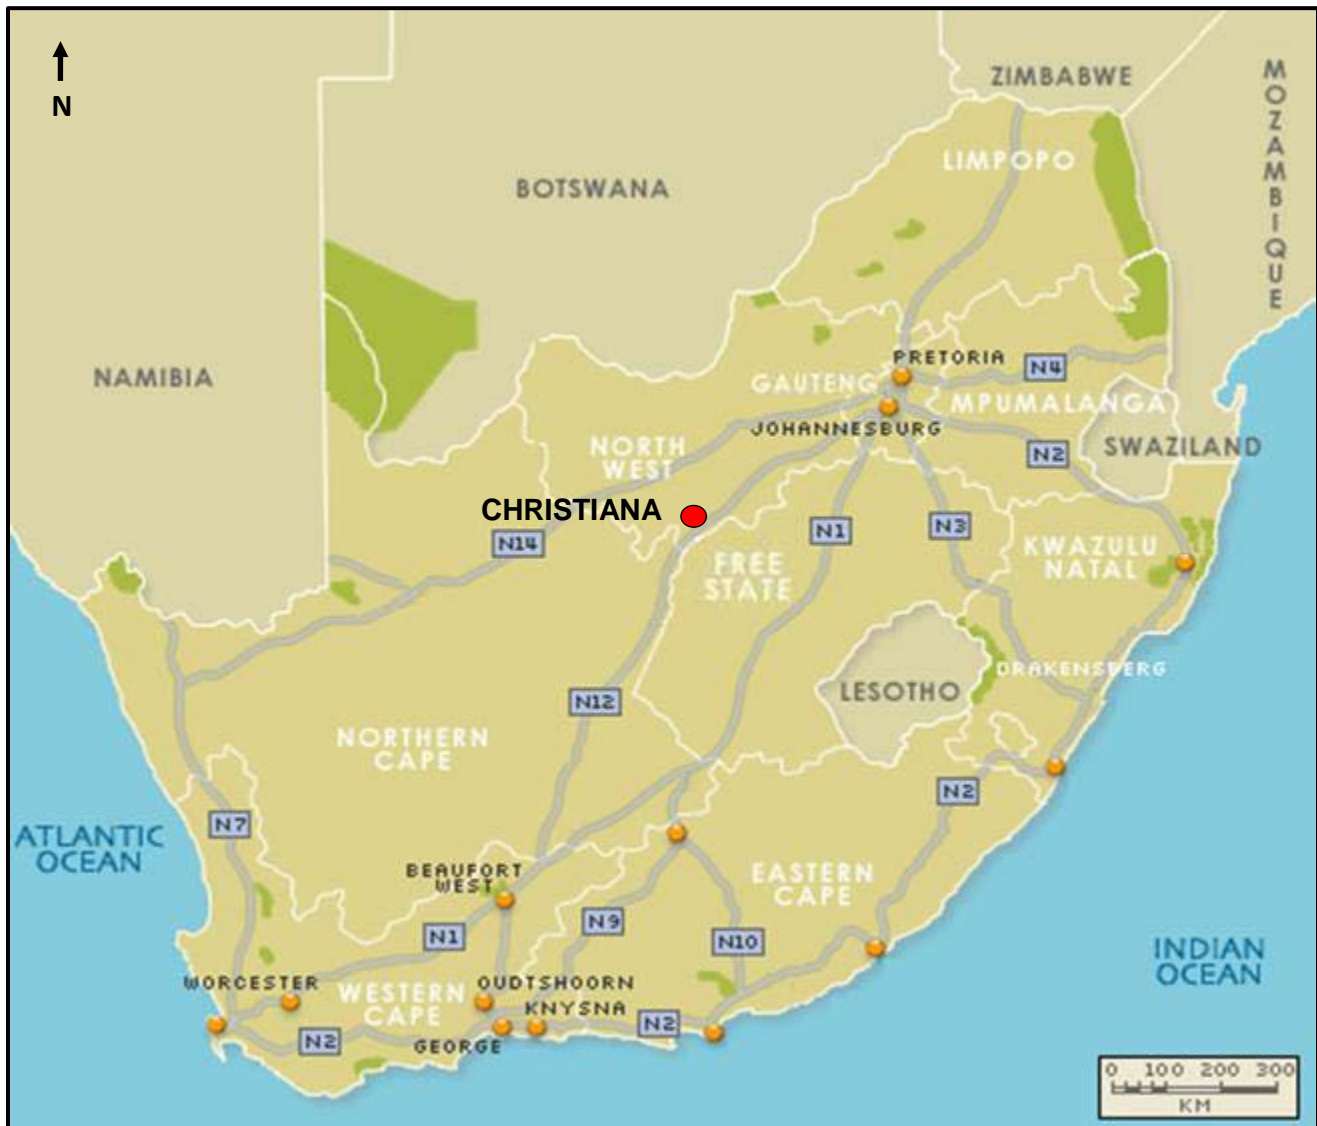 N
ZIMBABWE
MOZAMBIQUE
LIMPOPO
BOTSWANA
NAMIBIA
PRETORIA
N4
GAUTENG
MPUMALANGA
JOHANNESBURG
NORTH
WEST
N2
SWAZILAND
CHRISTIANA
N14
N1
N3
FREE
STATE
KWAZULU
NATAL
DRAKENSBERG
LESOTHO
N12
NORTHERN
CAPE
N2
N7
ATLANTIC
OCEAN
BEAUFORT
WEST
EASTERN
CAPE
N9
N1
N10
INDIAN
OCEAN
WORCESTER
OUDTSHOORN
WESTERN
CAPE
KNYSNA
N2
N2
GEORGE
0 100 200 300
KM